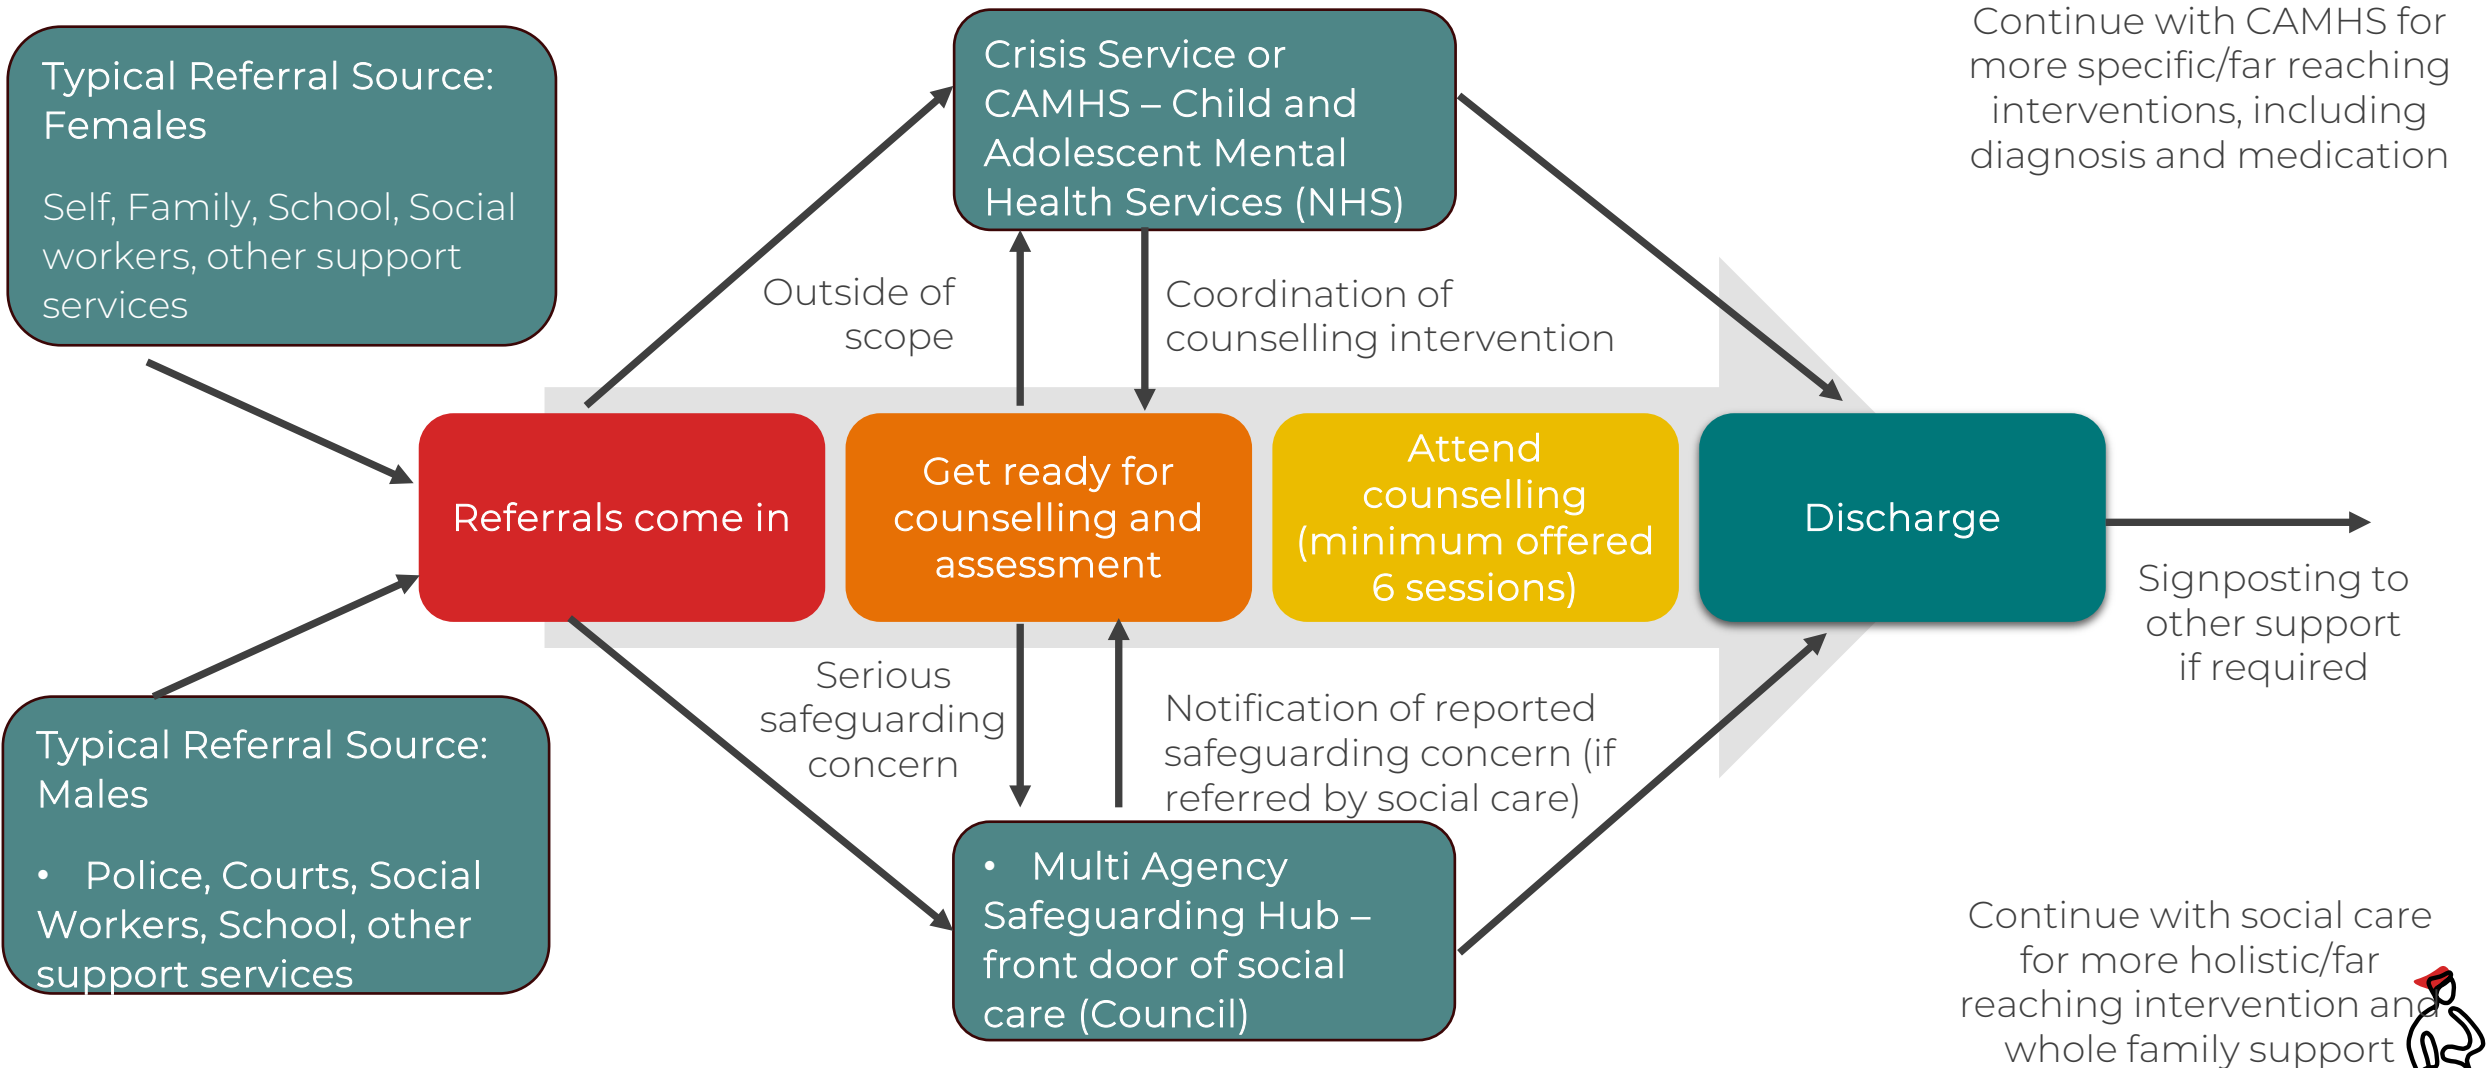 Typical Referral Source:
Females
Self, Family, School, Social
workers, other support
services
Crisis Service or
CAMHS – Child and
Adolescent Mental
Health Services (NHS)
Continue with CAMHS for
more specific/far reaching
interventions, including
diagnosis and medication
Outside of
scope
Coordination of
counselling intervention
Referrals come in
Get ready for
counselling and
assessment
Attend
counselling
(minimum offered
6 sessions)
Discharge
Signposting to
other support
if required
Serious
safeguarding
concern
Notification of reported
safeguarding concern (if
referred by social care)
Typical Referral Source:
Males
• Police, Courts, Social
Workers, School, other
support services
• Multi Agency
Safeguarding Hub –
front door of social
care (Council)
Continue with social care
for more holistic/far
reaching intervention and
whole family support